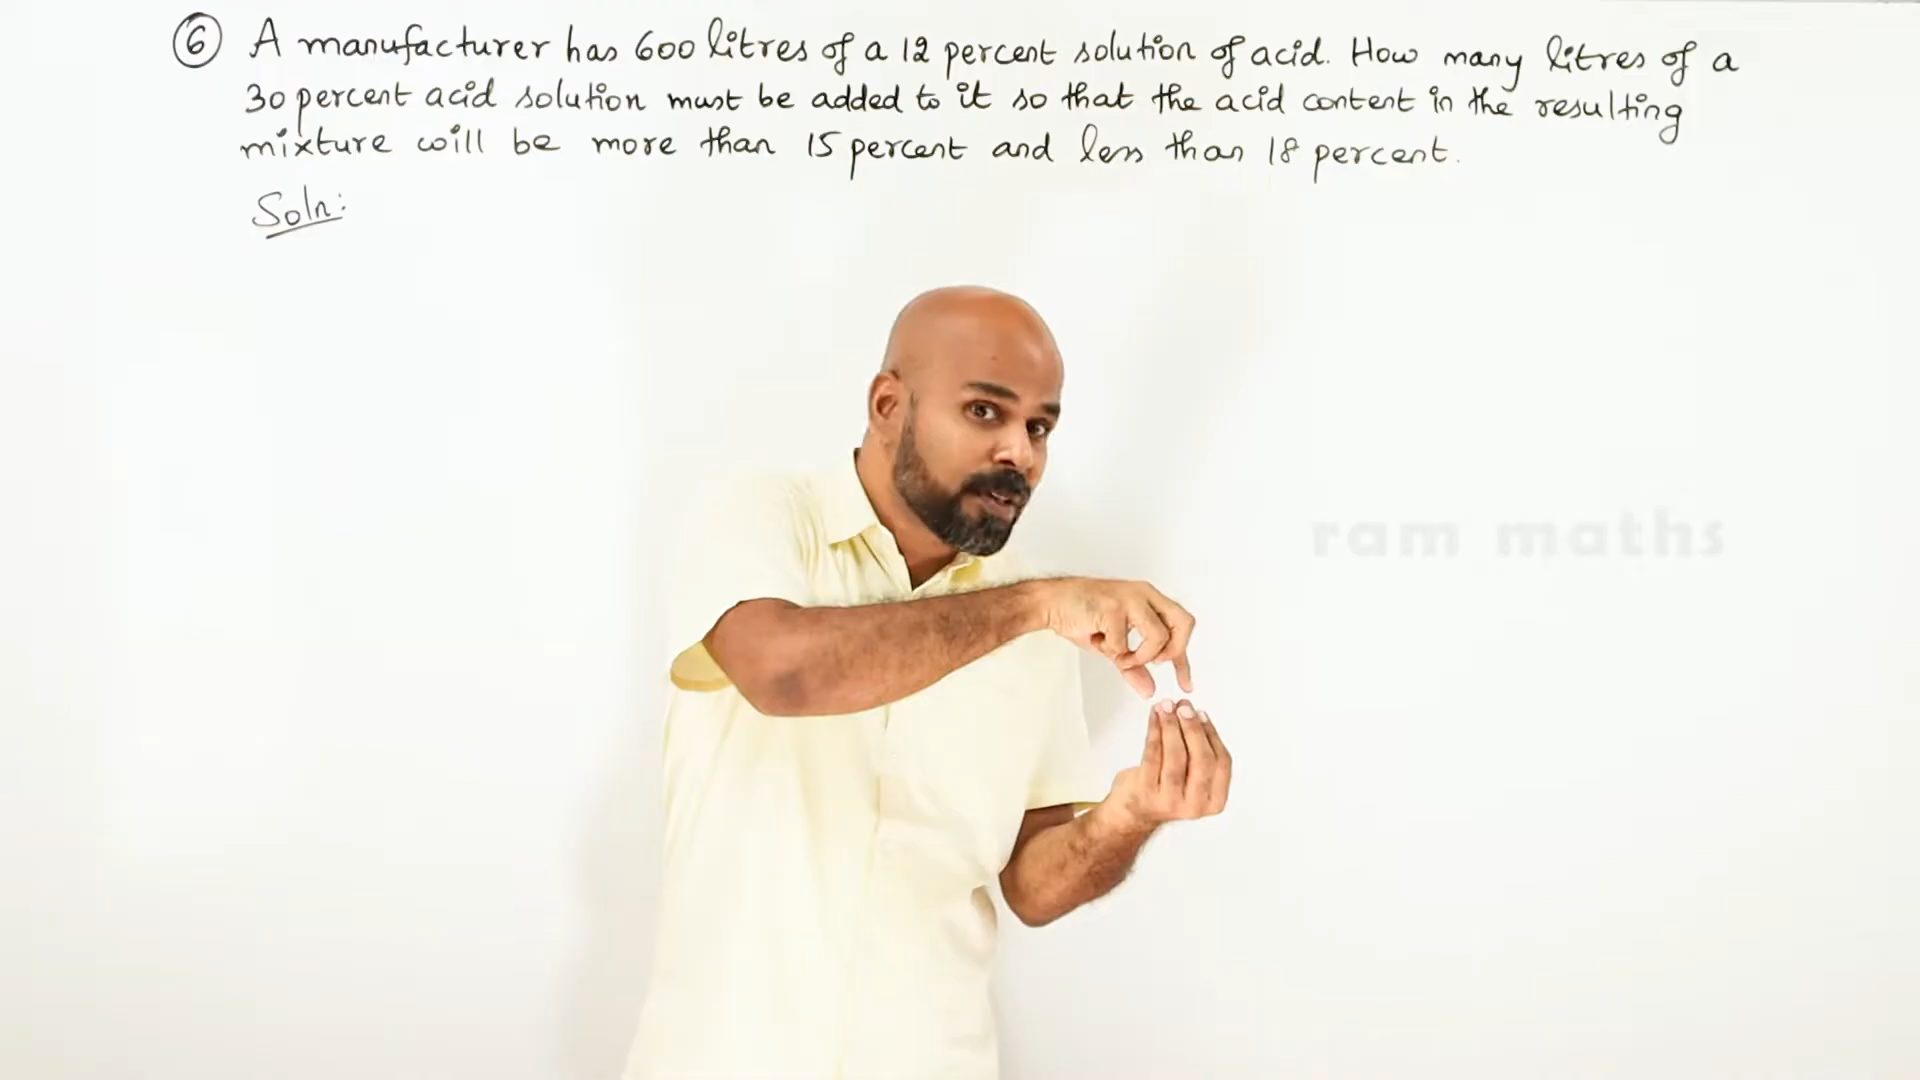 6 A manufacturer has 600 litres of a 12 percent solution of acid. How many litres of a
30 percent acid solution must be added to it so that the acid content in the resulting
mixture will be more than 15 percent and less than 18 percent.
Soln:
ram maths